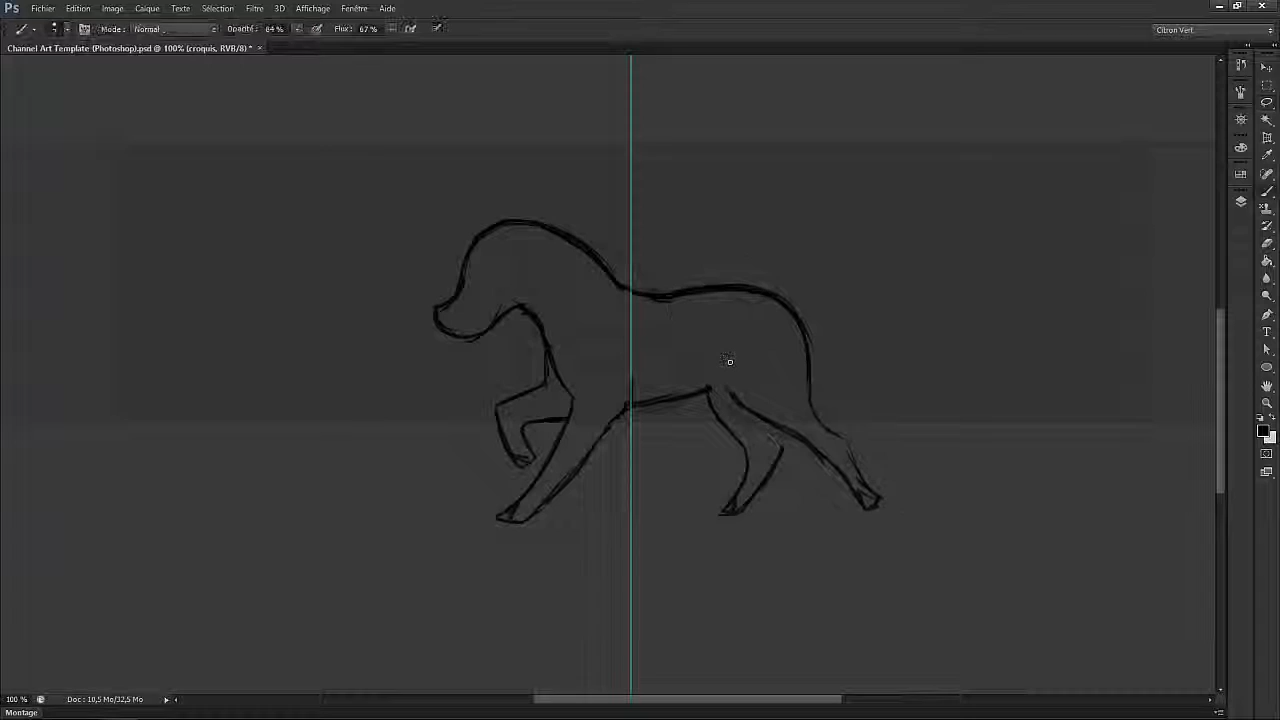 Ps Fichier Edition Image Calque Texte Sélection Filtre 3D Affichage Fenêtre Aide
Mode : Normal Opacité : 84 % Flux : 67 % Citron Vert
Channel Art Template (Photoshop).psd @ 100% (croquis, RVB/8) * ×
100 % Doc : 10,5 Mo/32,5 Mo
Montage